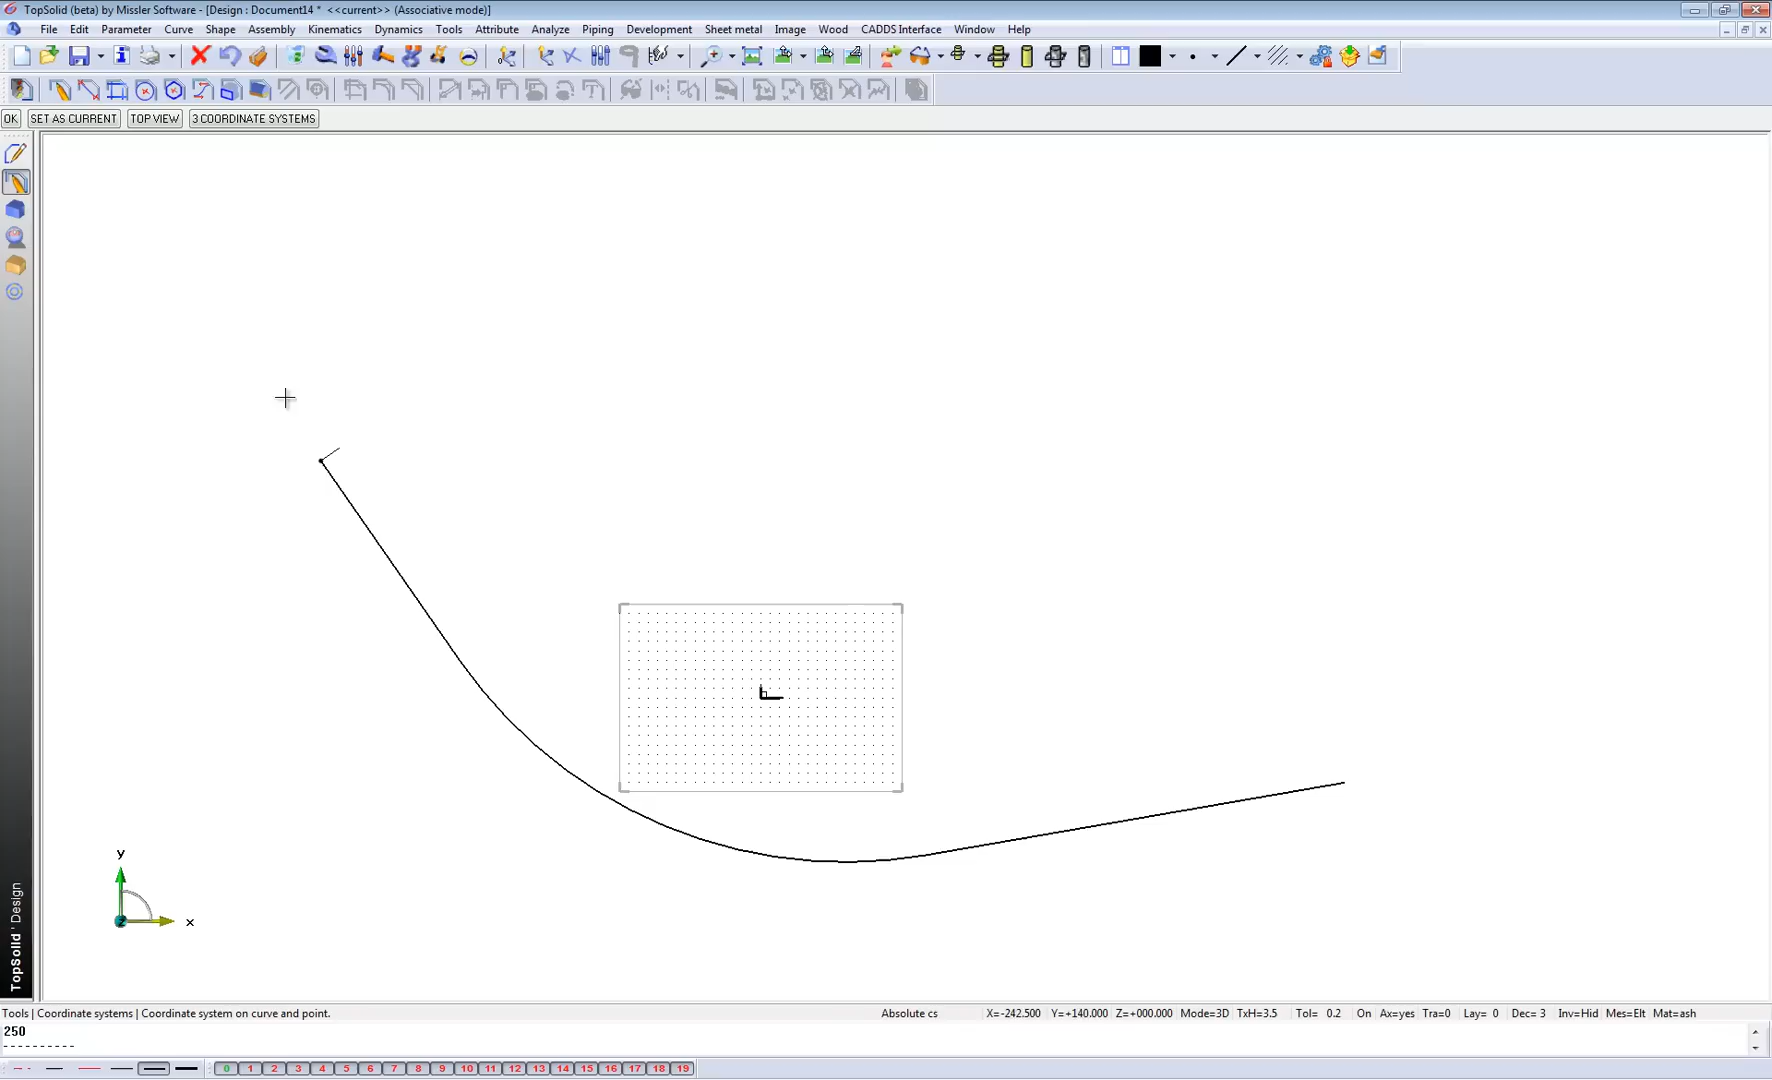 TopSolid (beta) by Missler Software - [Design : Document14 *  <<current>> (Associative mode)]
File Edit Parameter Curve Shape Assembly Kinematics Dynamics Tools Attribute Analyze Piping Development Sheet metal Image Wood CADDS Interface Window Help
OK SET AS CURRENT TOP VIEW 3 COORDINATE SYSTEMS
y
x
z
TopSolid'Design
Tools | Coordinate systems | Coordinate system on curve and point.
Absolute cs X=-242.500 Y=+140.000 Z=+000.000 Mode=3D TxH=3.5 Tol= 0.2 On Ax=yes Tra=0 Lay= 0 Dec= 3 Inv=Hid Mes=Elt Mat=ash
250
----------
0 1 2 3 4 5 6 7 8 9 10 11 12 13 14 15 16 17 18 19